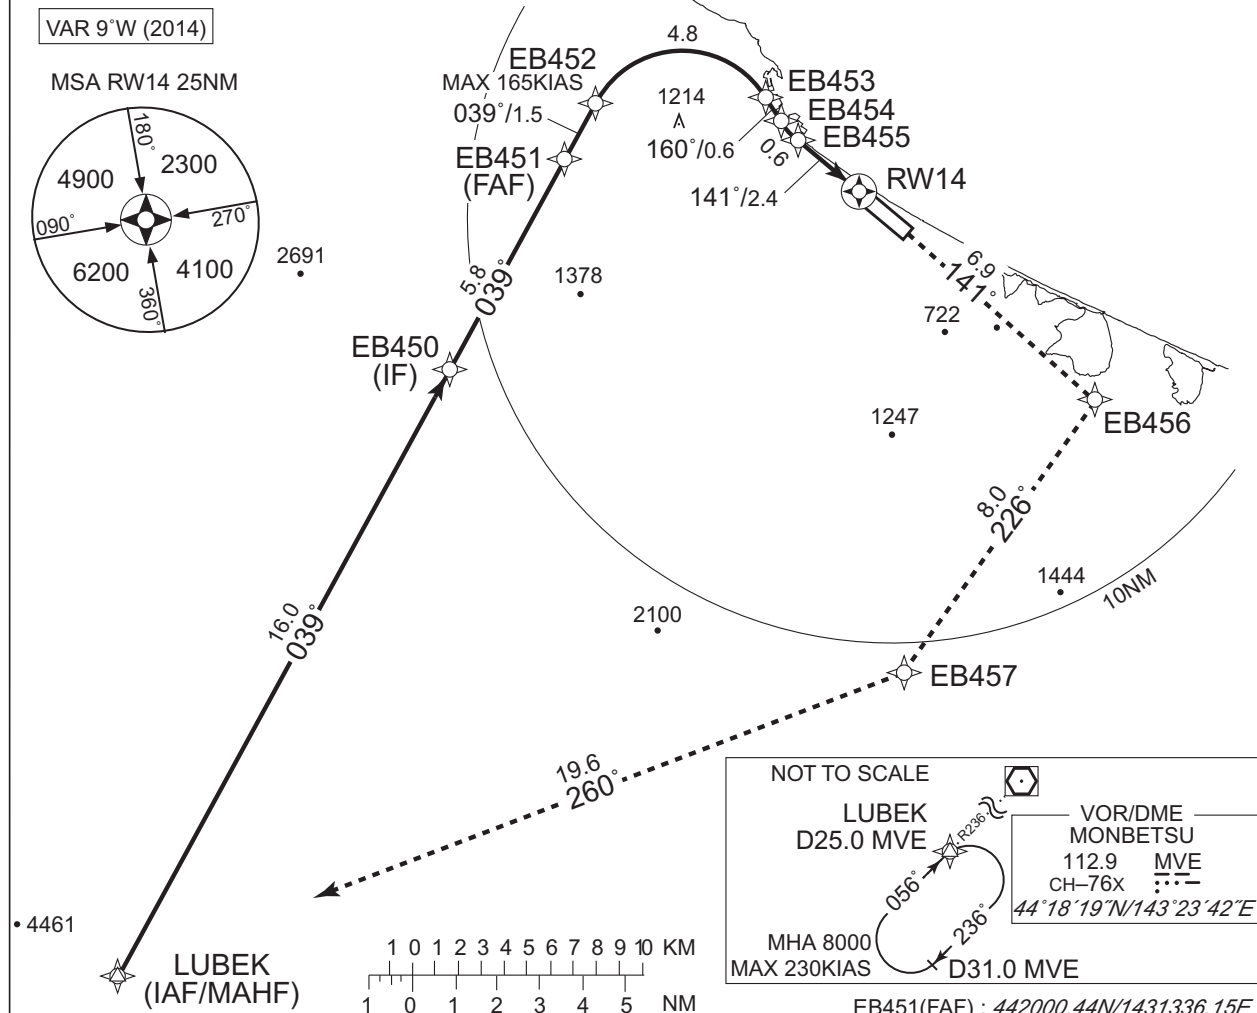 VAR 9˚W (2014)
MSA RW14 25NM
180˚
4900
2300
090˚
270˚
6200
4100
360˚
2691
EB452
MAX 165KIAS
039˚/1.5
4.8
1214
EB453
EB454
160˚/0.6
EB455
0.6
EB451
(FAF)
141˚/2.4
RW14
5.8
039˚
1378
6.9
141˚
722
EB450
(IF)
1247
EB456
8.0
226˚
1444
10NM
16.0
039˚
2100
EB457
19.6
260˚
4461
LUBEK
(IAF/MAHF)
1 0 1 2 3 4 5 6 7 8 9 10 KM
1 0 1 2 3 4 5 NM
NOT TO SCALE
LUBEK
D25.0 MVE
R236
056˚
236˚
MHA 8000
MAX 230KIAS
D31.0 MVE
VOR/DME
MONBETSU
112.9 MVE
CH–76X
44˚18´19˝N/143˚23´42˝E
EB451(FAF) : 442000.44N/1431336.15E